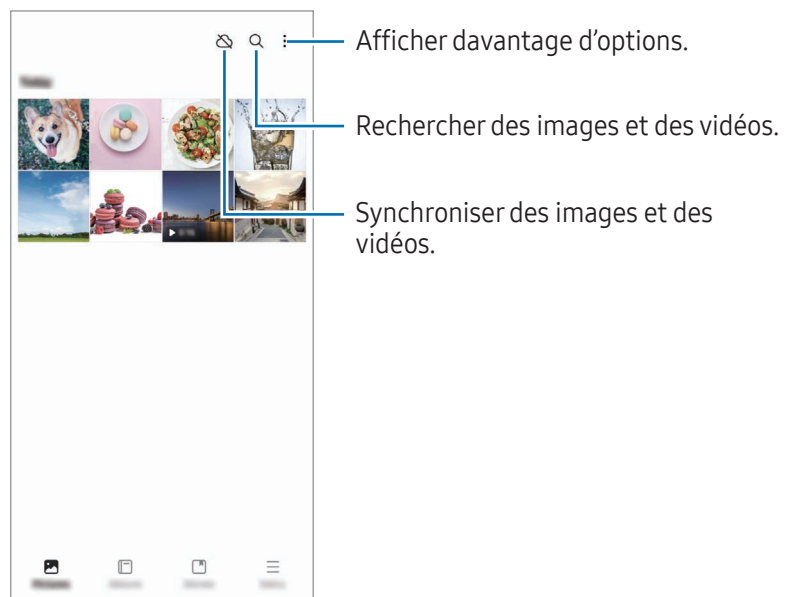 Afficher davantage d'options.
Rechercher des images et des vidéos.
Synchroniser des images et des
vidéos.